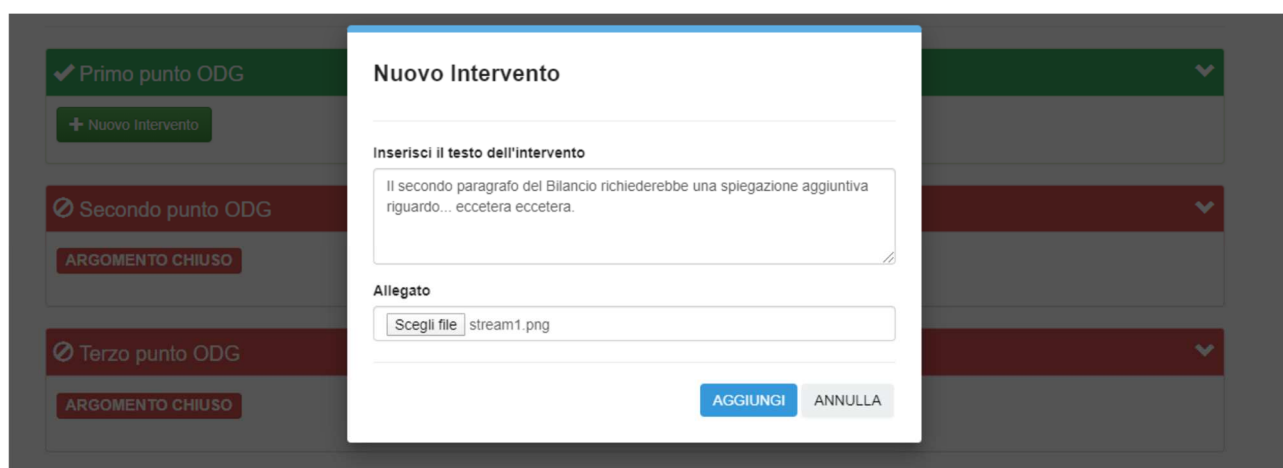 Primo punto ODG
Nuovo Intervento
Secondo punto ODG
ARGOMENTO CHIUSO
Terzo punto ODG
ARGOMENTO CHIUSO
Nuovo Intervento
Inserisci il testo dell'intervento
Il secondo paragrafo del Bilancio richiederebbe una spiegazione aggiuntiva
riguardo... eccetera eccetera.
Allegato
Scegli file stream1.png
AGGIUNGI ANNULLA